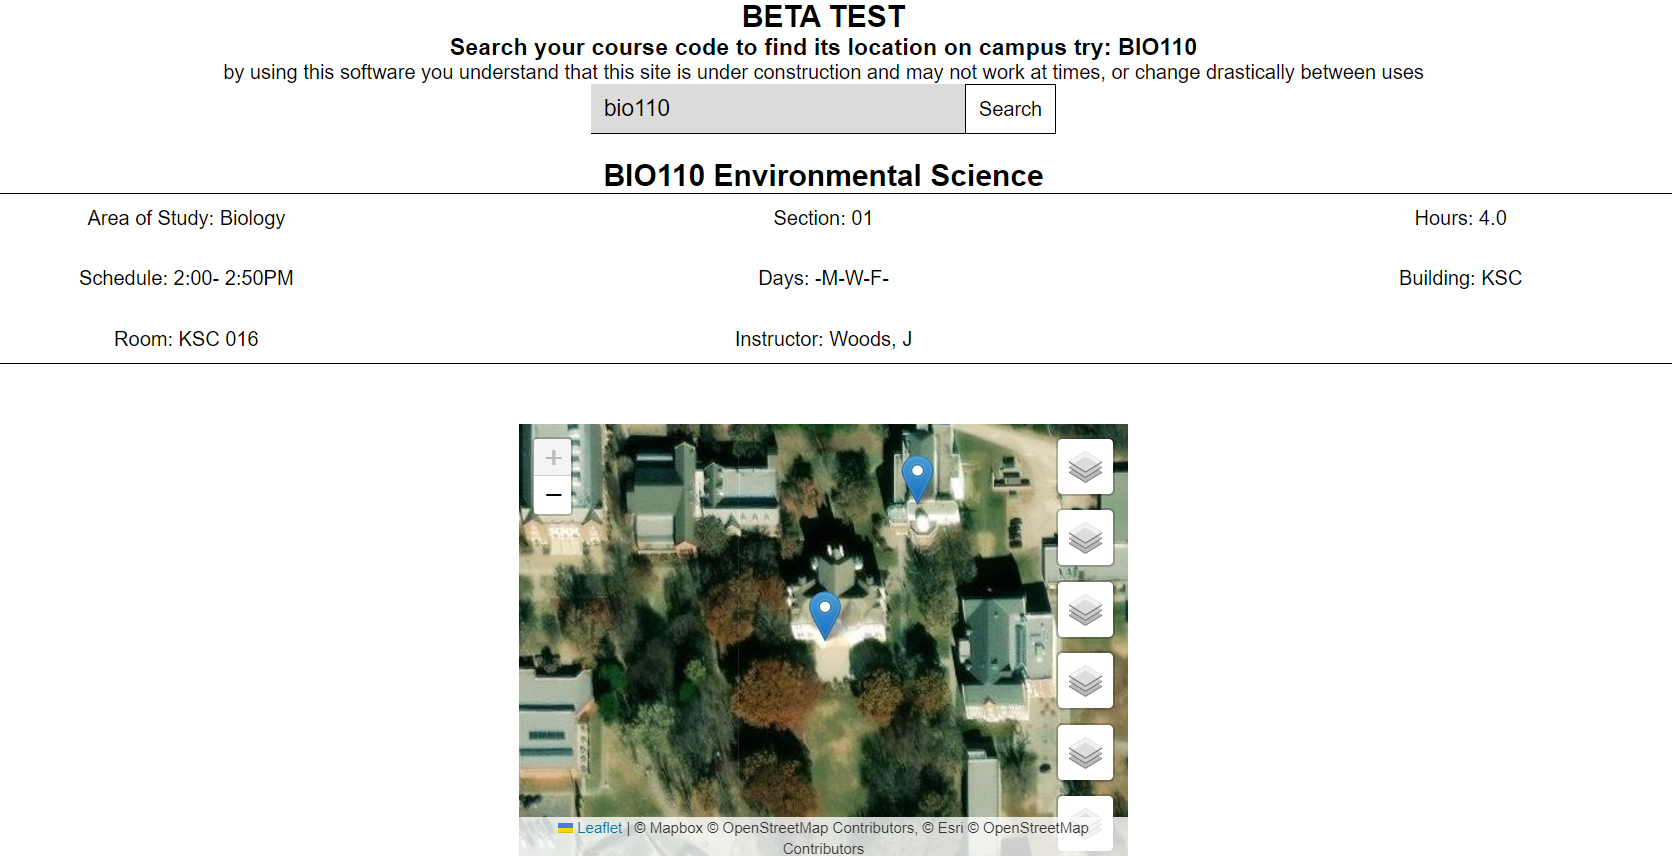 BETA TEST
Search your course code to find its location on campus try: BIO110
by using this software you understand that this site is under construction and may not work at times, or change drastically between uses
bio110 Search
BIO110 Environmental Science
Area of Study: Biology Section: 01 Hours: 4.0
Schedule: 2:00- 2:50PM Days: -M-W-F- Building: KSC
Room: KSC 016 Instructor: Woods, J
+
−
Leaflet | © Mapbox © OpenStreetMap Contributors, © Esri © OpenStreetMap
Contributors